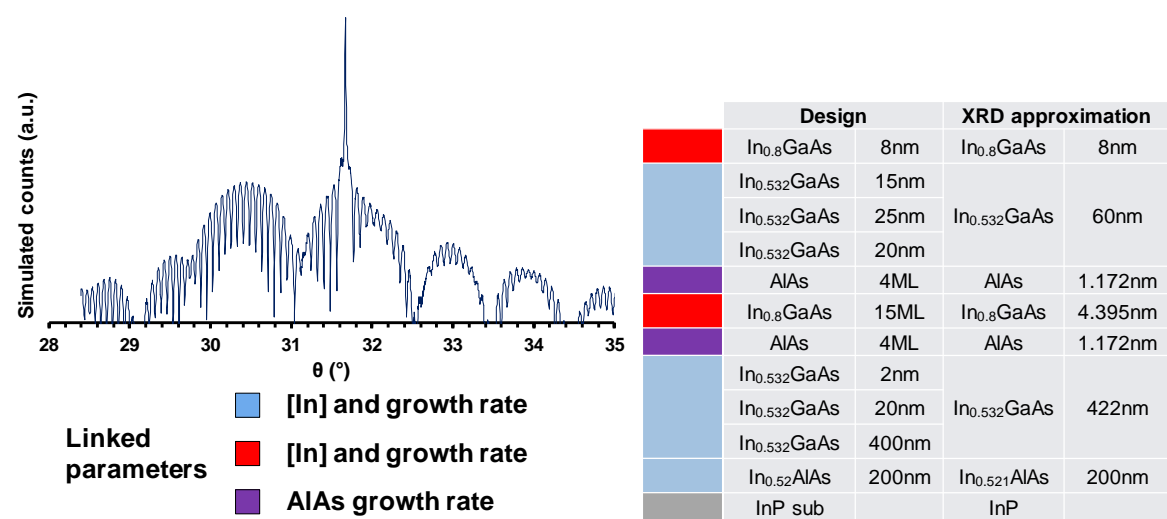 Simulated counts (a.u.)
28 29 30 31 32 33 34 35
θ (°)
Linked
parameters
[In] and growth rate
[In] and growth rate
AlAs growth rate
Design XRD approximation
In0.8GaAs 8nm In0.8GaAs 8nm
In0.532GaAs 15nm
In0.532GaAs 25nm In0.532GaAs 60nm
In0.532GaAs 20nm
AlAs 4ML AlAs 1.172nm
In0.8GaAs 15ML In0.8GaAs 4.395nm
AlAs 4ML AlAs 1.172nm
In0.532GaAs 2nm
In0.532GaAs 20nm In0.532GaAs 422nm
In0.532GaAs 400nm
In0.52AlAs 200nm In0.521AlAs 200nm
InP sub InP